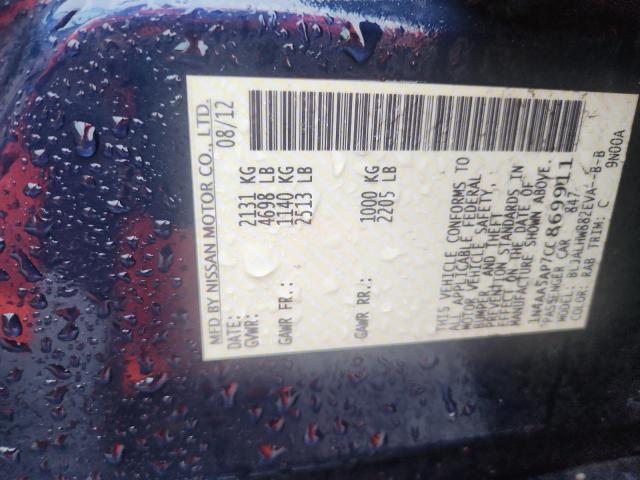 MFD BY NISSAN MOTOR CO., LTD.
DATE: 08/12
GVWR: 2131 KG
4698 LB
GAWR FR.: 1140 KG
2513 LB
GAWR RR.: 1000 KG
2205 LB
THIS VEHICLE CONFORMS TO
ALL APPLICABLE FEDERAL
MOTOR VEHICLE SAFETY,
BUMPER, AND THEFT
PREVENTION STANDARDS
IN EFFECT ON THE DATE OF
MANUFACTURE SHOWN ABOVE.
1N4AA5AP7CC869911
PASSENGER CAR 847
MODEL: BLJALHWBB2EVA-B-B
COLOR: RAB TRIM: C 9N00A